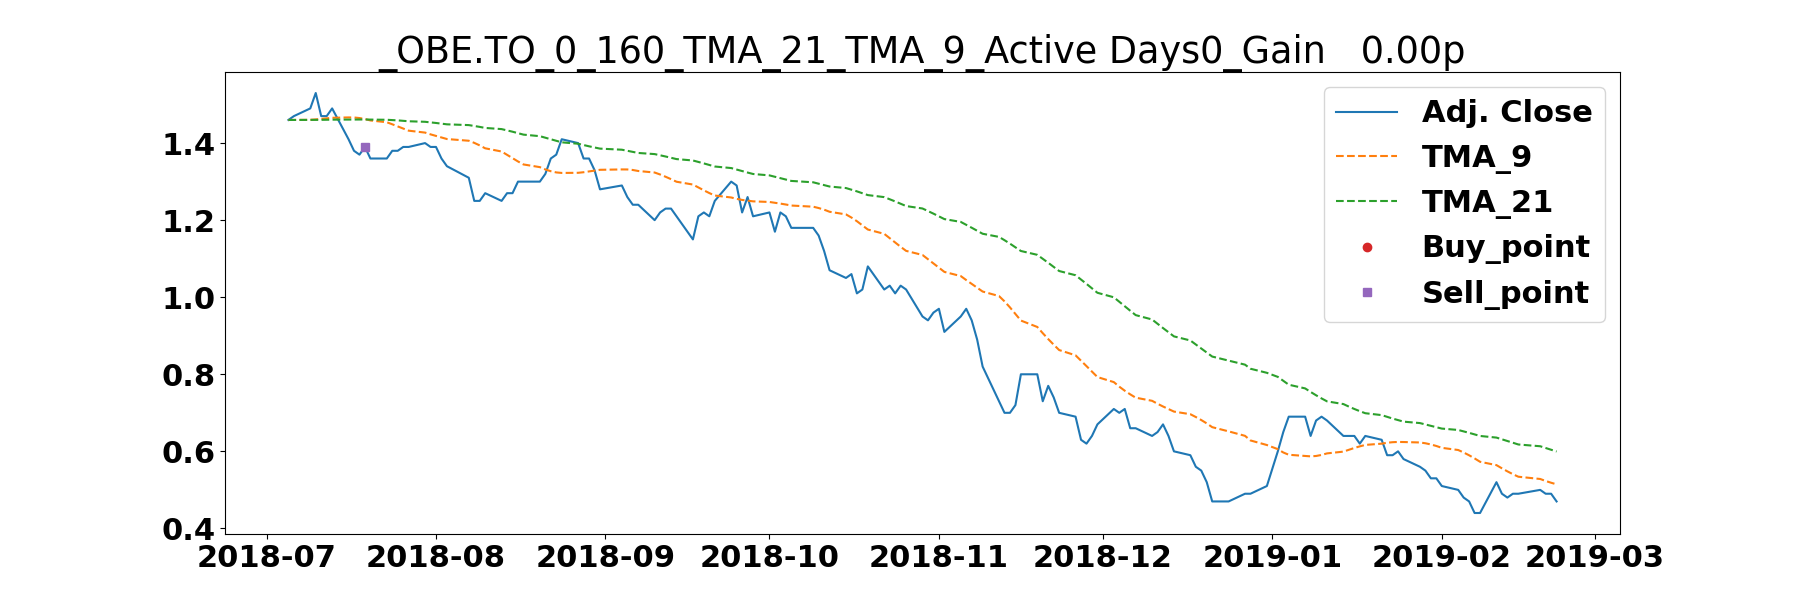 _OBE.TO_0_160_TMA_21_TMA_9_Active Days0_Gain   0.00p
Adj. Close
TMA_9
TMA_21
Buy_point
Sell_point
1.4
1.2
1.0
0.8
0.6
0.4
2018-07 2018-08 2018-09 2018-10 2018-11 2018-12 2019-01 2019-02 2019-03